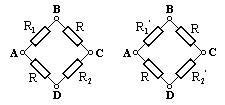 B B
R₁ R R₁' R
A C A C
R R₂ R R₂'
D D